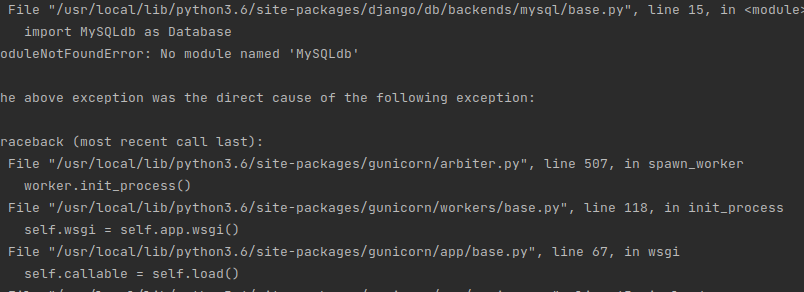 File "/usr/local/lib/python3.6/site-packages/django/db/backends/mysql/base.py", line 15, in <module>
import MySQLdb as Database
oduleNotFoundError: No module named 'MySQLdb'
he above exception was the direct cause of the following exception:
raceback (most recent call last):
File "/usr/local/lib/python3.6/site-packages/gunicorn/arbiter.py", line 507, in spawn_worker
worker.init_process()
File "/usr/local/lib/python3.6/site-packages/gunicorn/workers/base.py", line 118, in init_process
self.wsgi = self.app.wsgi()
File "/usr/local/lib/python3.6/site-packages/gunicorn/app/base.py", line 67, in wsgi
self.callable = self.load()